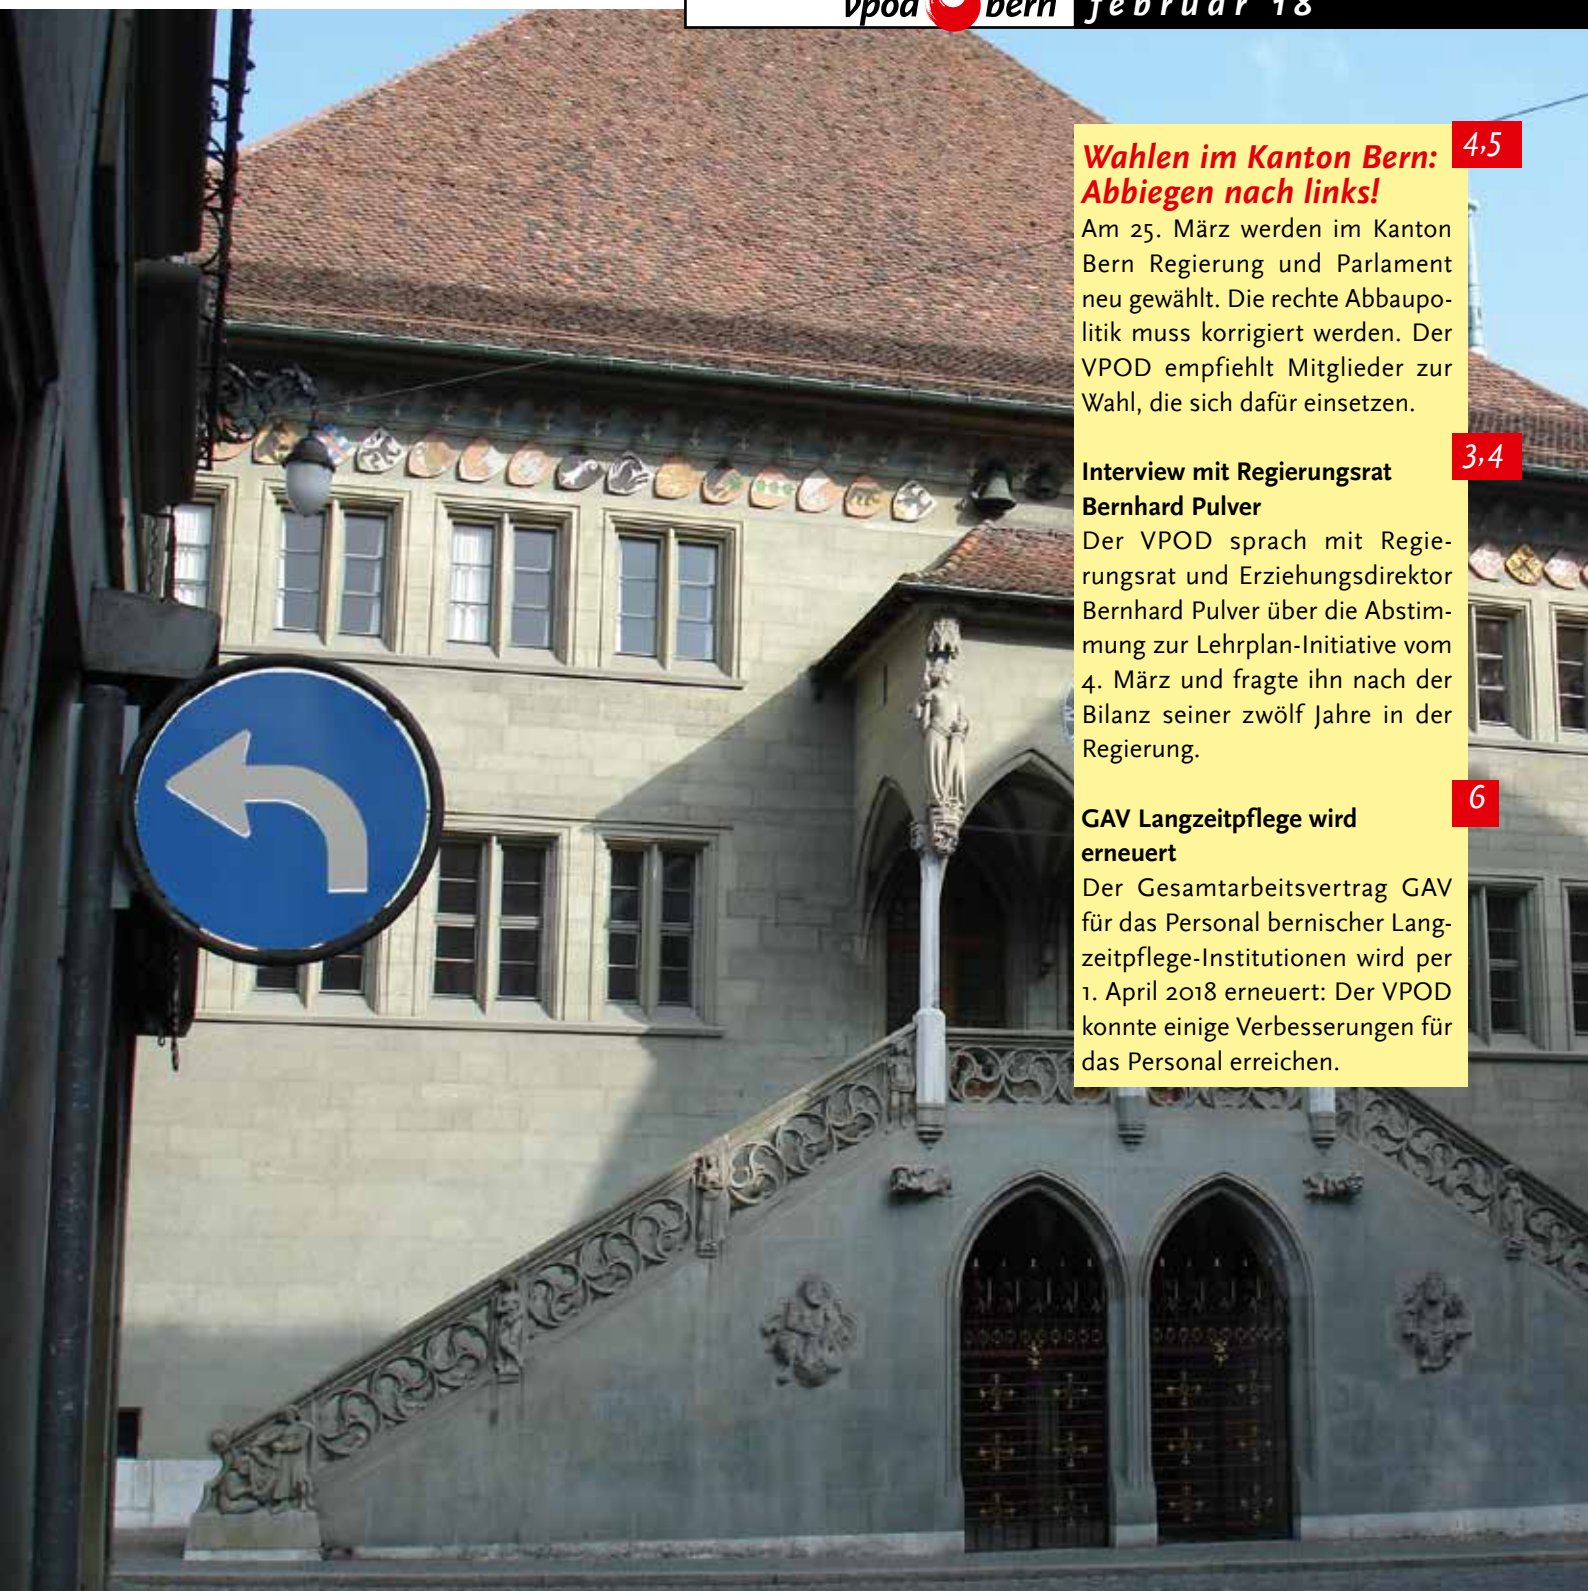 vpod bern februar 18
Wahlen im Kanton Bern: 4,5
Abbiegen nach links!
Am 25. März werden im Kanton
Bern Regierung und Parlament
neu gewählt. Die rechte Abbaupo-
litik muss korrigiert werden. Der
VPOD empfiehlt Mitglieder zur
Wahl, die sich dafür einsetzen.
Interview mit Regierungsrat 3,4
Bernhard Pulver
Der VPOD sprach mit Regie-
rungsrat und Erziehungsdirektor
Bernhard Pulver über die Abstim-
mung zur Lehrplan-Initiative vom
4. März und fragte ihn nach der
Bilanz seiner zwölf Jahre in der
Regierung.
GAV Langzeitpflege wird 6
erneuert
Der Gesamtarbeitsvertrag GAV
für das Personal bernischer Lang-
zeitpflege-Institutionen wird per
1. April 2018 erneuert: Der VPOD
konnte einige Verbesserungen für
das Personal erreichen.